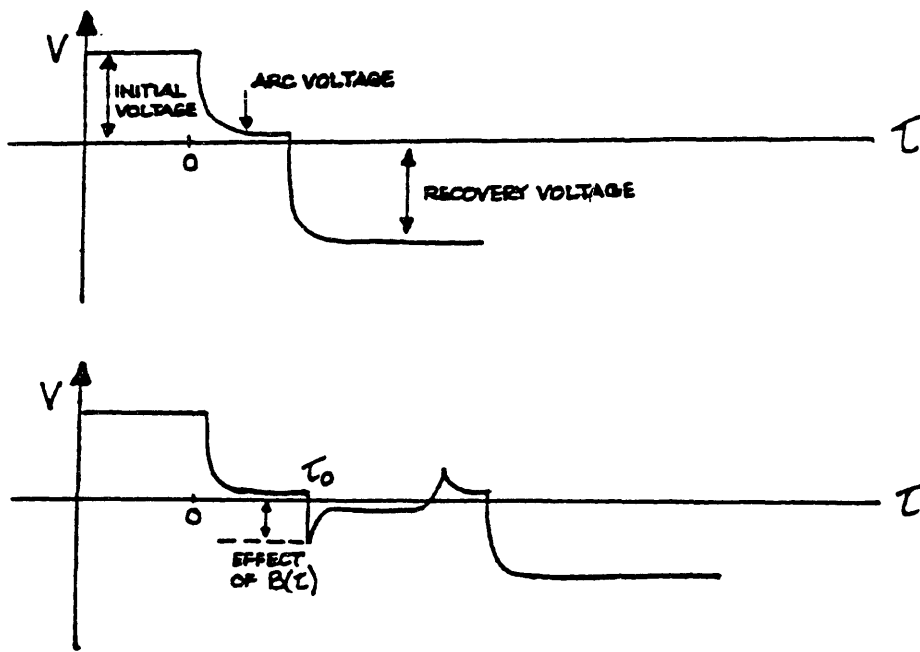 V
INITIAL
VOLTAGE
ARC VOLTAGE
0
τ
RECOVERY VOLTAGE
V
τ₀
0
τ
EFFECT
OF B(τ)